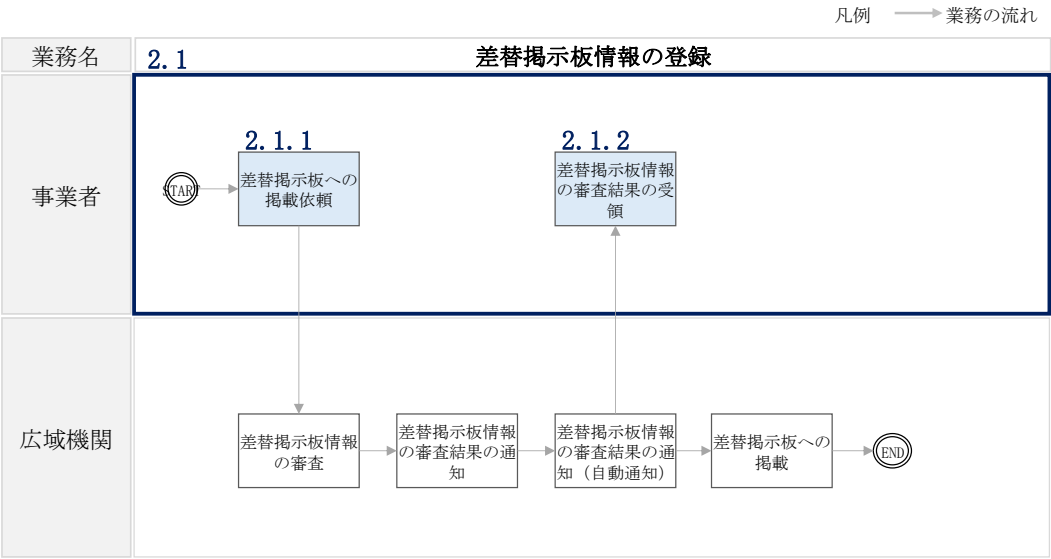 凡例 業務の流れ
業務名 2.1 差替掲示板情報の登録
事業者
START
2.1.1
差替掲示板への
掲載依頼
2.1.2
差替掲示板情報
の審査結果の受
領
広域機関
差替掲示板情報
の審査
差替掲示板情報
の審査結果の通
知
差替掲示板情報
の審査結果の通
知（自動通知）
差替掲示板への
掲載
END